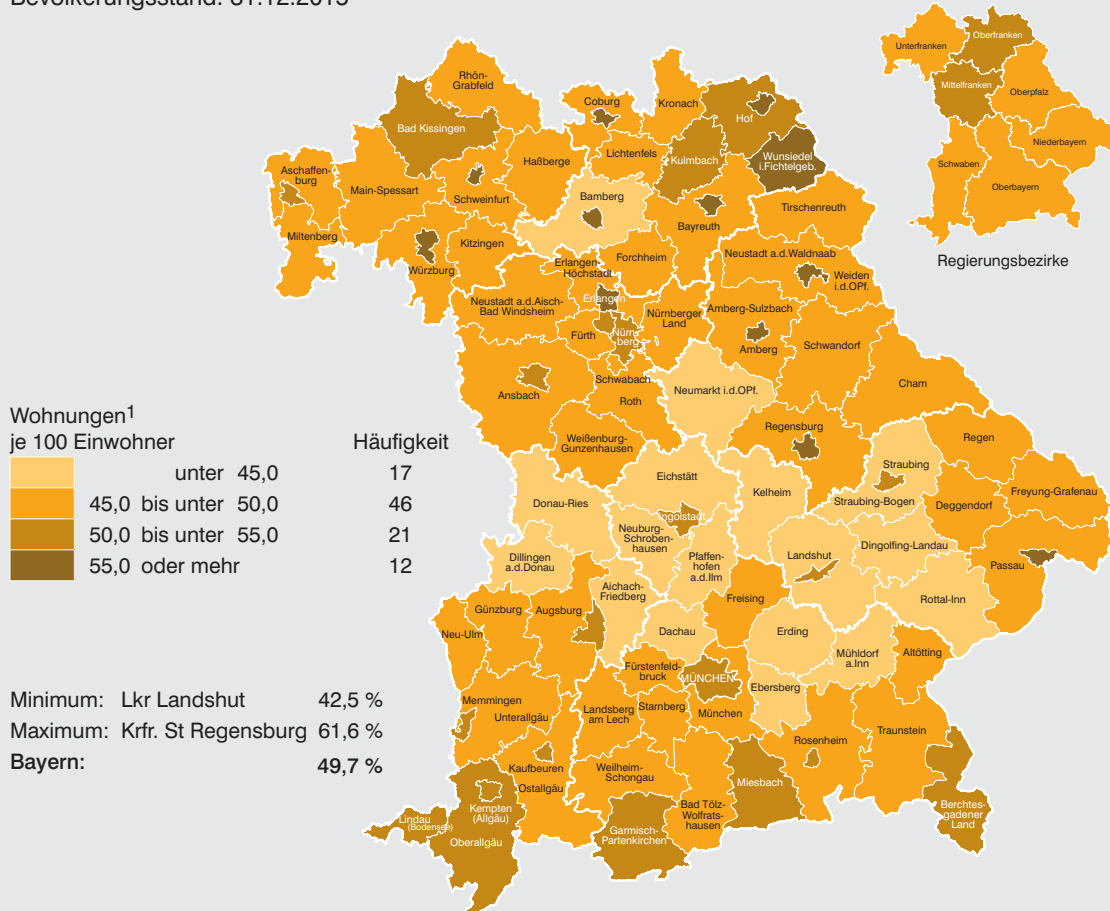 Bevölkerungsstand: 31.12.2015
Unterfranken
Oberfranken
Mittelfranken
Oberpfalz
Niederbayern
Schwaben
Oberbayern
Regierungsbezirke
Rhön-
Grabfeld
Coburg
Kronach
Hof
Bad Kissingen
Lichtenfels
Kulmbach
Wunsiedel
i.Fichtelgeb.
Haßberge
Aschaffen-
burg
Main-Spessart
Schweinfurt
Bamberg
Bayreuth
Tirschenreuth
Miltenberg
Würzburg
Kitzingen
Erlangen-
Höchstadt
Forchheim
Neustadt a.d.Waldnaab
Weiden
i.d.OPf.
Neustadt a.d.Aisch-
Bad Windsheim
Erlangen
Fürth
Nürn-
berg
Nürnberger
Land
Amberg-Sulzbach
Amberg
Schwandorf
Ansbach
Schwabach
Roth
Neumarkt i.d.OPf.
Cham
Weißenburg-
Gunzenhausen
Regensburg
Regen
Eichstätt
Kelheim
Straubing
Straubing-Bogen
Freyung-Grafenau
Deggendorf
Donau-Ries
Ingolstadt
Neuburg-
Schroben-
hausen
Pfaffen-
hofen
a.d.Ilm
Landshut
Dingolfing-Landau
Passau
Dillingen
a.d.Donau
Aichach-
Friedberg
Freising
Rottal-Inn
Günzburg
Augsburg
Neu-Ulm
Dachau
Erding
Mühldorf
a.Inn
Altötting
Fürstenfeld-
bruck
MÜNCHEN
Ebersberg
Memmingen
Unterallgäu
Landsberg
am Lech
Starnberg
München
Rosenheim
Traunstein
Kaufbeuren
Ostallgäu
Weilheim-
Schongau
Bad Tölz-
Wolfrats-
hausen
Miesbach
Berchtes-
gadener
Land
Kempten
(Allgäu)
Lindau
(Bodensee)
Oberallgäu
Garmisch-
Partenkirchen
Wohnungen1
je 100 Einwohner Häufigkeit
unter 45,0 17
45,0 bis unter 50,0 46
50,0 bis unter 55,0 21
55,0 oder mehr 12
Minimum: Lkr Landshut 42,5 %
Maximum: Krfr. St Regensburg 61,6 %
Bayern: 49,7 %